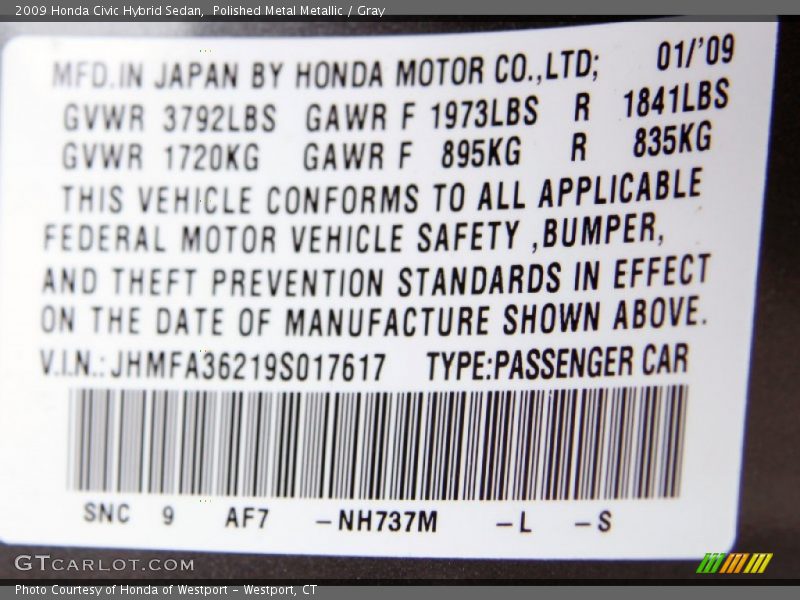 2009 Honda Civic Hybrid Sedan, Polished Metal Metallic / Gray
MFD.IN JAPAN BY HONDA MOTOR CO.,LTD; 01/'09
GVWR 3792LBS GAWR F 1973LBS R 1841LBS
GVWR 1720KG GAWR F 895KG R 835KG
THIS VEHICLE CONFORMS TO ALL APPLICABLE
FEDERAL MOTOR VEHICLE SAFETY ,BUMPER,
AND THEFT PREVENTION STANDARDS IN EFFECT
ON THE DATE OF MANUFACTURE SHOWN ABOVE.
V.I.N.: JHMFA36219S017617 TYPE:PASSENGER CAR
SNC 9 AF7 –NH737M –L –S
GTCARLOT.COM
Photo Courtesy of Honda of Westport – Westport, CT